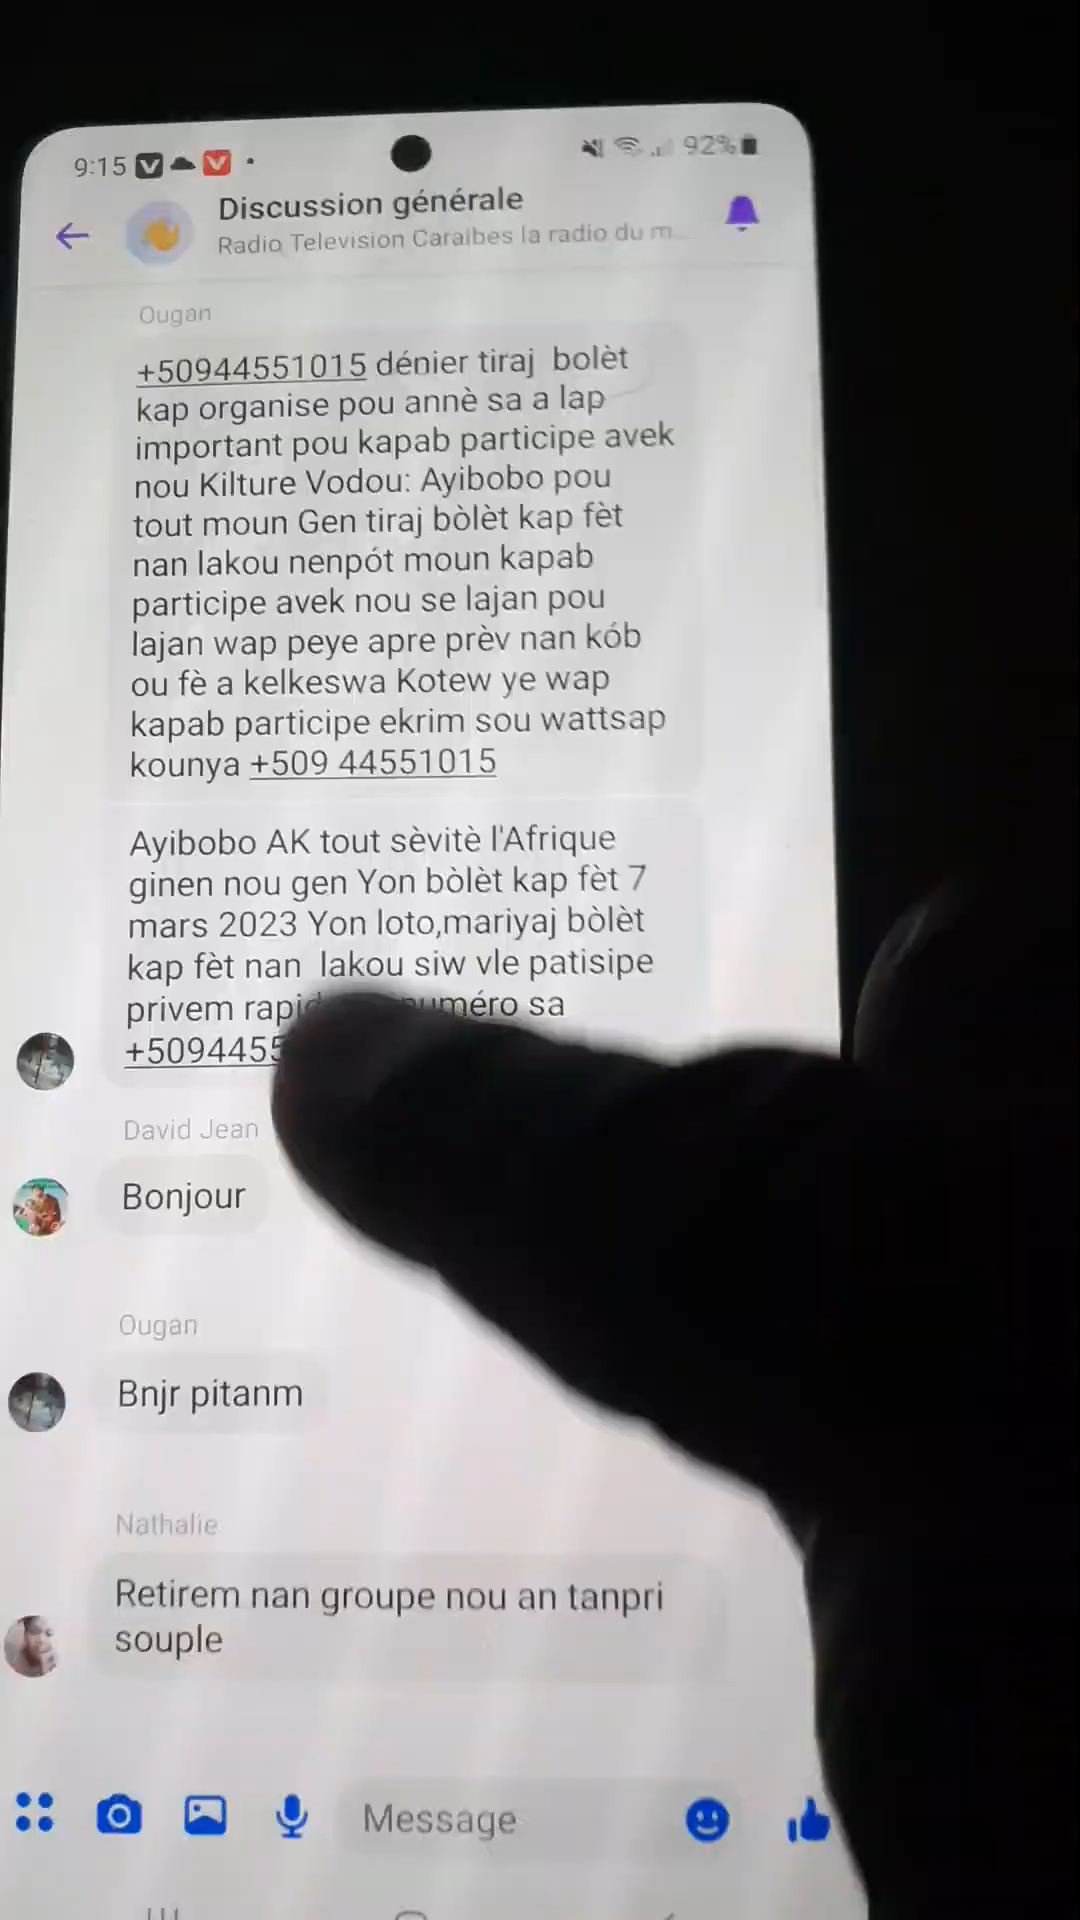 9:15
92%
Discussion générale
Radio Television Caraibes la radio du m...
Ougan
+50944551015 dénier tiraj bolèt
kap organise pou annè sa a lap
important pou kapab participe avek
nou Kilture Vodou: Ayibobo pou
tout moun Gen tiraj bòlèt kap fèt
nan lakou nenpót moun kapab
participe avek nou se lajan pou
lajan wap peye apre prèv nan kób
ou fè a kelkeswa Kotew ye wap
kapab participe ekrim sou wattsap
kounya +509 44551015
Ayibobo AK tout sèvitè l'Afrique
ginen nou gen Yon bòlèt kap fèt 7
mars 2023 Yon loto,mariyaj bòlèt
kap fèt nan lakou siw vle patisipe
privem numéro sa
+5094455
David Jean
Bonjour
Ougan
Bnjr pitanm
Nathalie
Retirem nan groupe nou an tanpri
souple
Message